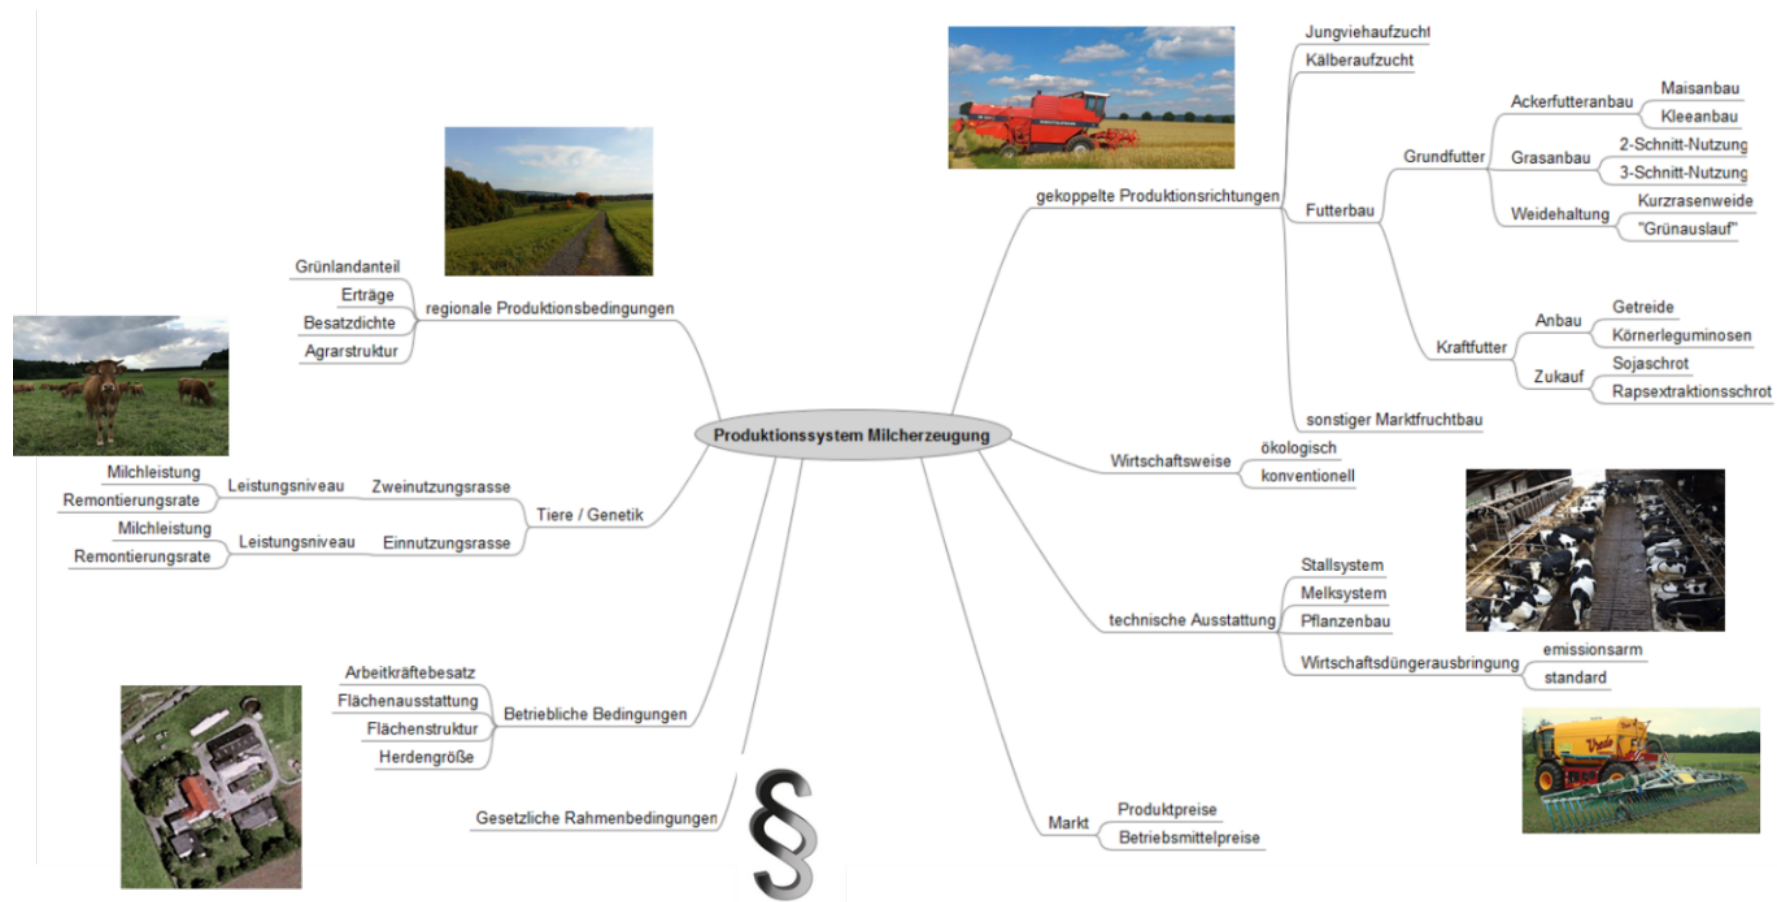 Jungviehaufzucht
Kälberaufzucht
Maisanbau
Ackerfutteranbau
Kleeanbau
2-Schnitt-Nutzung
Grundfutter
Grasanbau
3-Schnitt-Nutzung
gekoppelte Produktionsrichtungen
Futterbau
Kurzrasenweide
Weidehaltung
"Grünauslauf"
Grünlandanteil
Erträge
regionale Produktionsbedingungen
Besatzdichte
Agrarstruktur
Getreide
Anbau
Körnerleguminosen
Kraftfutter
Sojaschrot
Zukauf
Rapsextraktionsschrot
sonstiger Marktfruchtbau
Produktionssystem Milcherzeugung
ökologisch
Wirtschaftsweise
konventionell
Milchleistung
Leistungsniveau
Zweinutzungsrasse
Remontierungsrate
Tiere / Genetik
Milchleistung
Leistungsniveau
Einnutzungsrasse
Remontierungsrate
Stallsystem
Melksystem
technische Ausstattung
Pflanzenbau
Wirtschaftsdüngerausbringung
emissionsarm
standard
Arbeitkräftebesatz
Flächenausstattung
Betriebliche Bedingungen
Flächenstruktur
Herdengröße
Gesetzliche Rahmenbedingungen
§
Produktpreise
Markt
Betriebsmittelpreise
Vredo